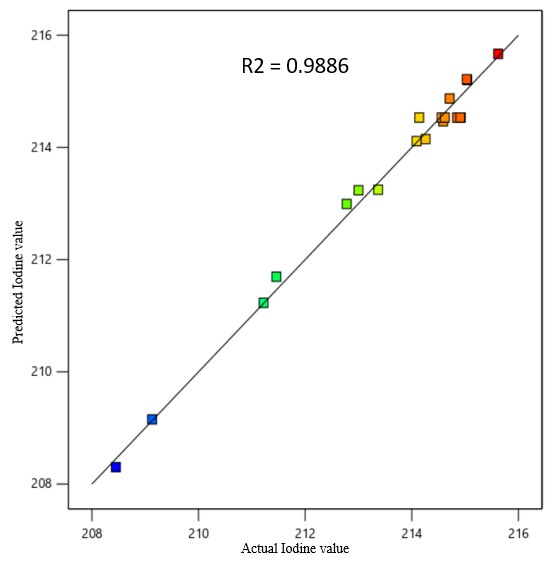 216
R2 = 0.9886
214
212
210
208
Predicted Iodine value
208 210 212 214 216
Actual Iodine value